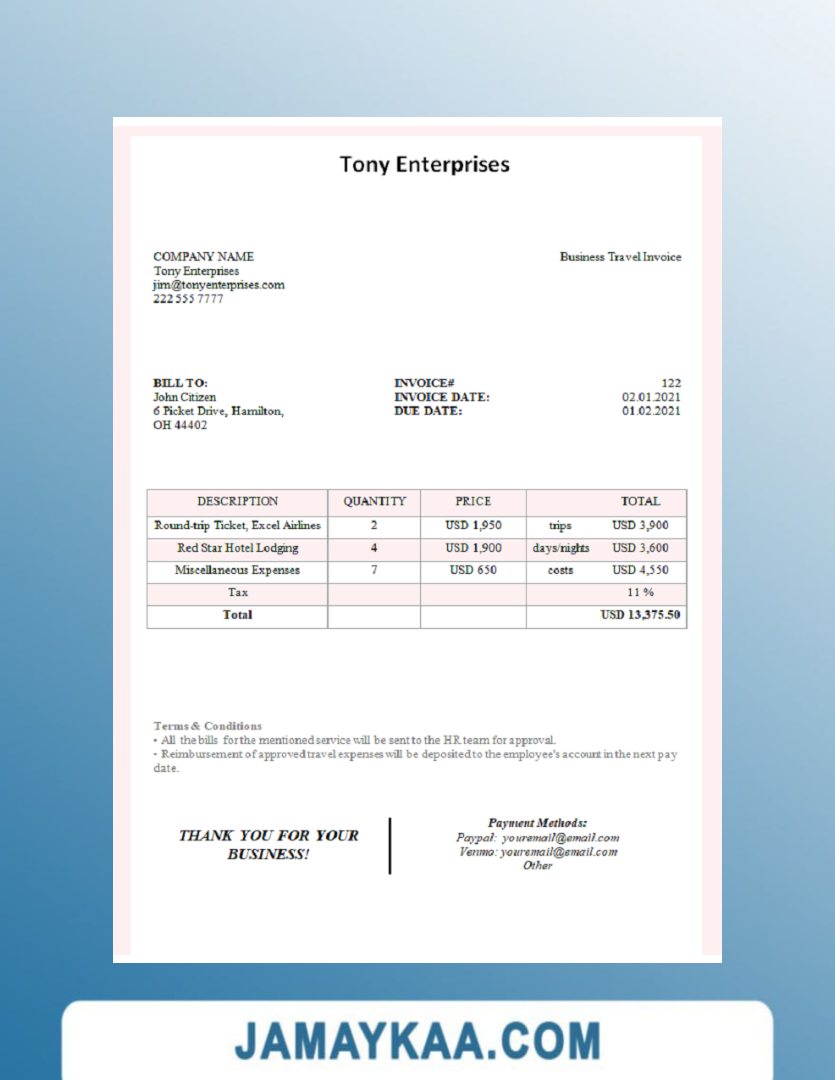 Tony Enterprises
COMPANY NAME
Tony Enterprises
jim@tonyenterprises.com
222 555 7777
Business Travel Invoice
BILL TO:
John Citizen
6 Picket Drive, Hamilton,
OH 44402
INVOICE# 122
INVOICE DATE: 02.01.2021
DUE DATE: 01.02.2021
DESCRIPTION QUANTITY PRICE TOTAL
Round-trip Ticket, Excel Airlines 2 USD 1,950 trips USD 3,900
Red Star Hotel Lodging 4 USD 1,900 days/nights USD 3,600
Miscellaneous Expenses 7 USD 650 costs USD 4,550
Tax 11 %
Total USD 13,375.50
Terms & Conditions
• All the bills for the mentioned service will be sent to the HR team for approval.
- Reimbursement of approved travel expenses will be deposited to the employee's account in the next pay
date.
THANK YOU FOR YOUR
BUSINESS!
Payment Methods:
Paypal: youremail@email.com
Venmo: youremail@email.com
Other
JAMAYKAA.COM